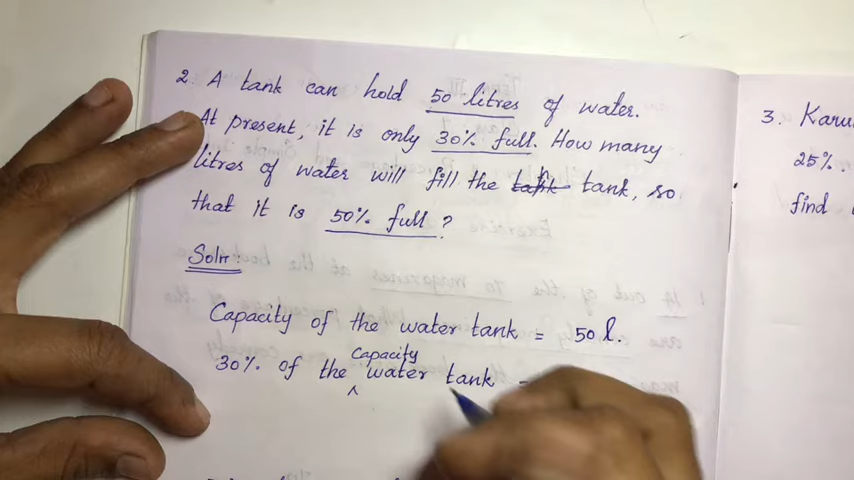 2. A tank can hold 50 litres of water.
At present, it is only 30% full. How many
litres of water will fill the tank tank, so
that it is 50% full?
Soln:
Capacity of the water tank = 50 l.
capacity
30% of the water tank =
3. Karu
25%.
find